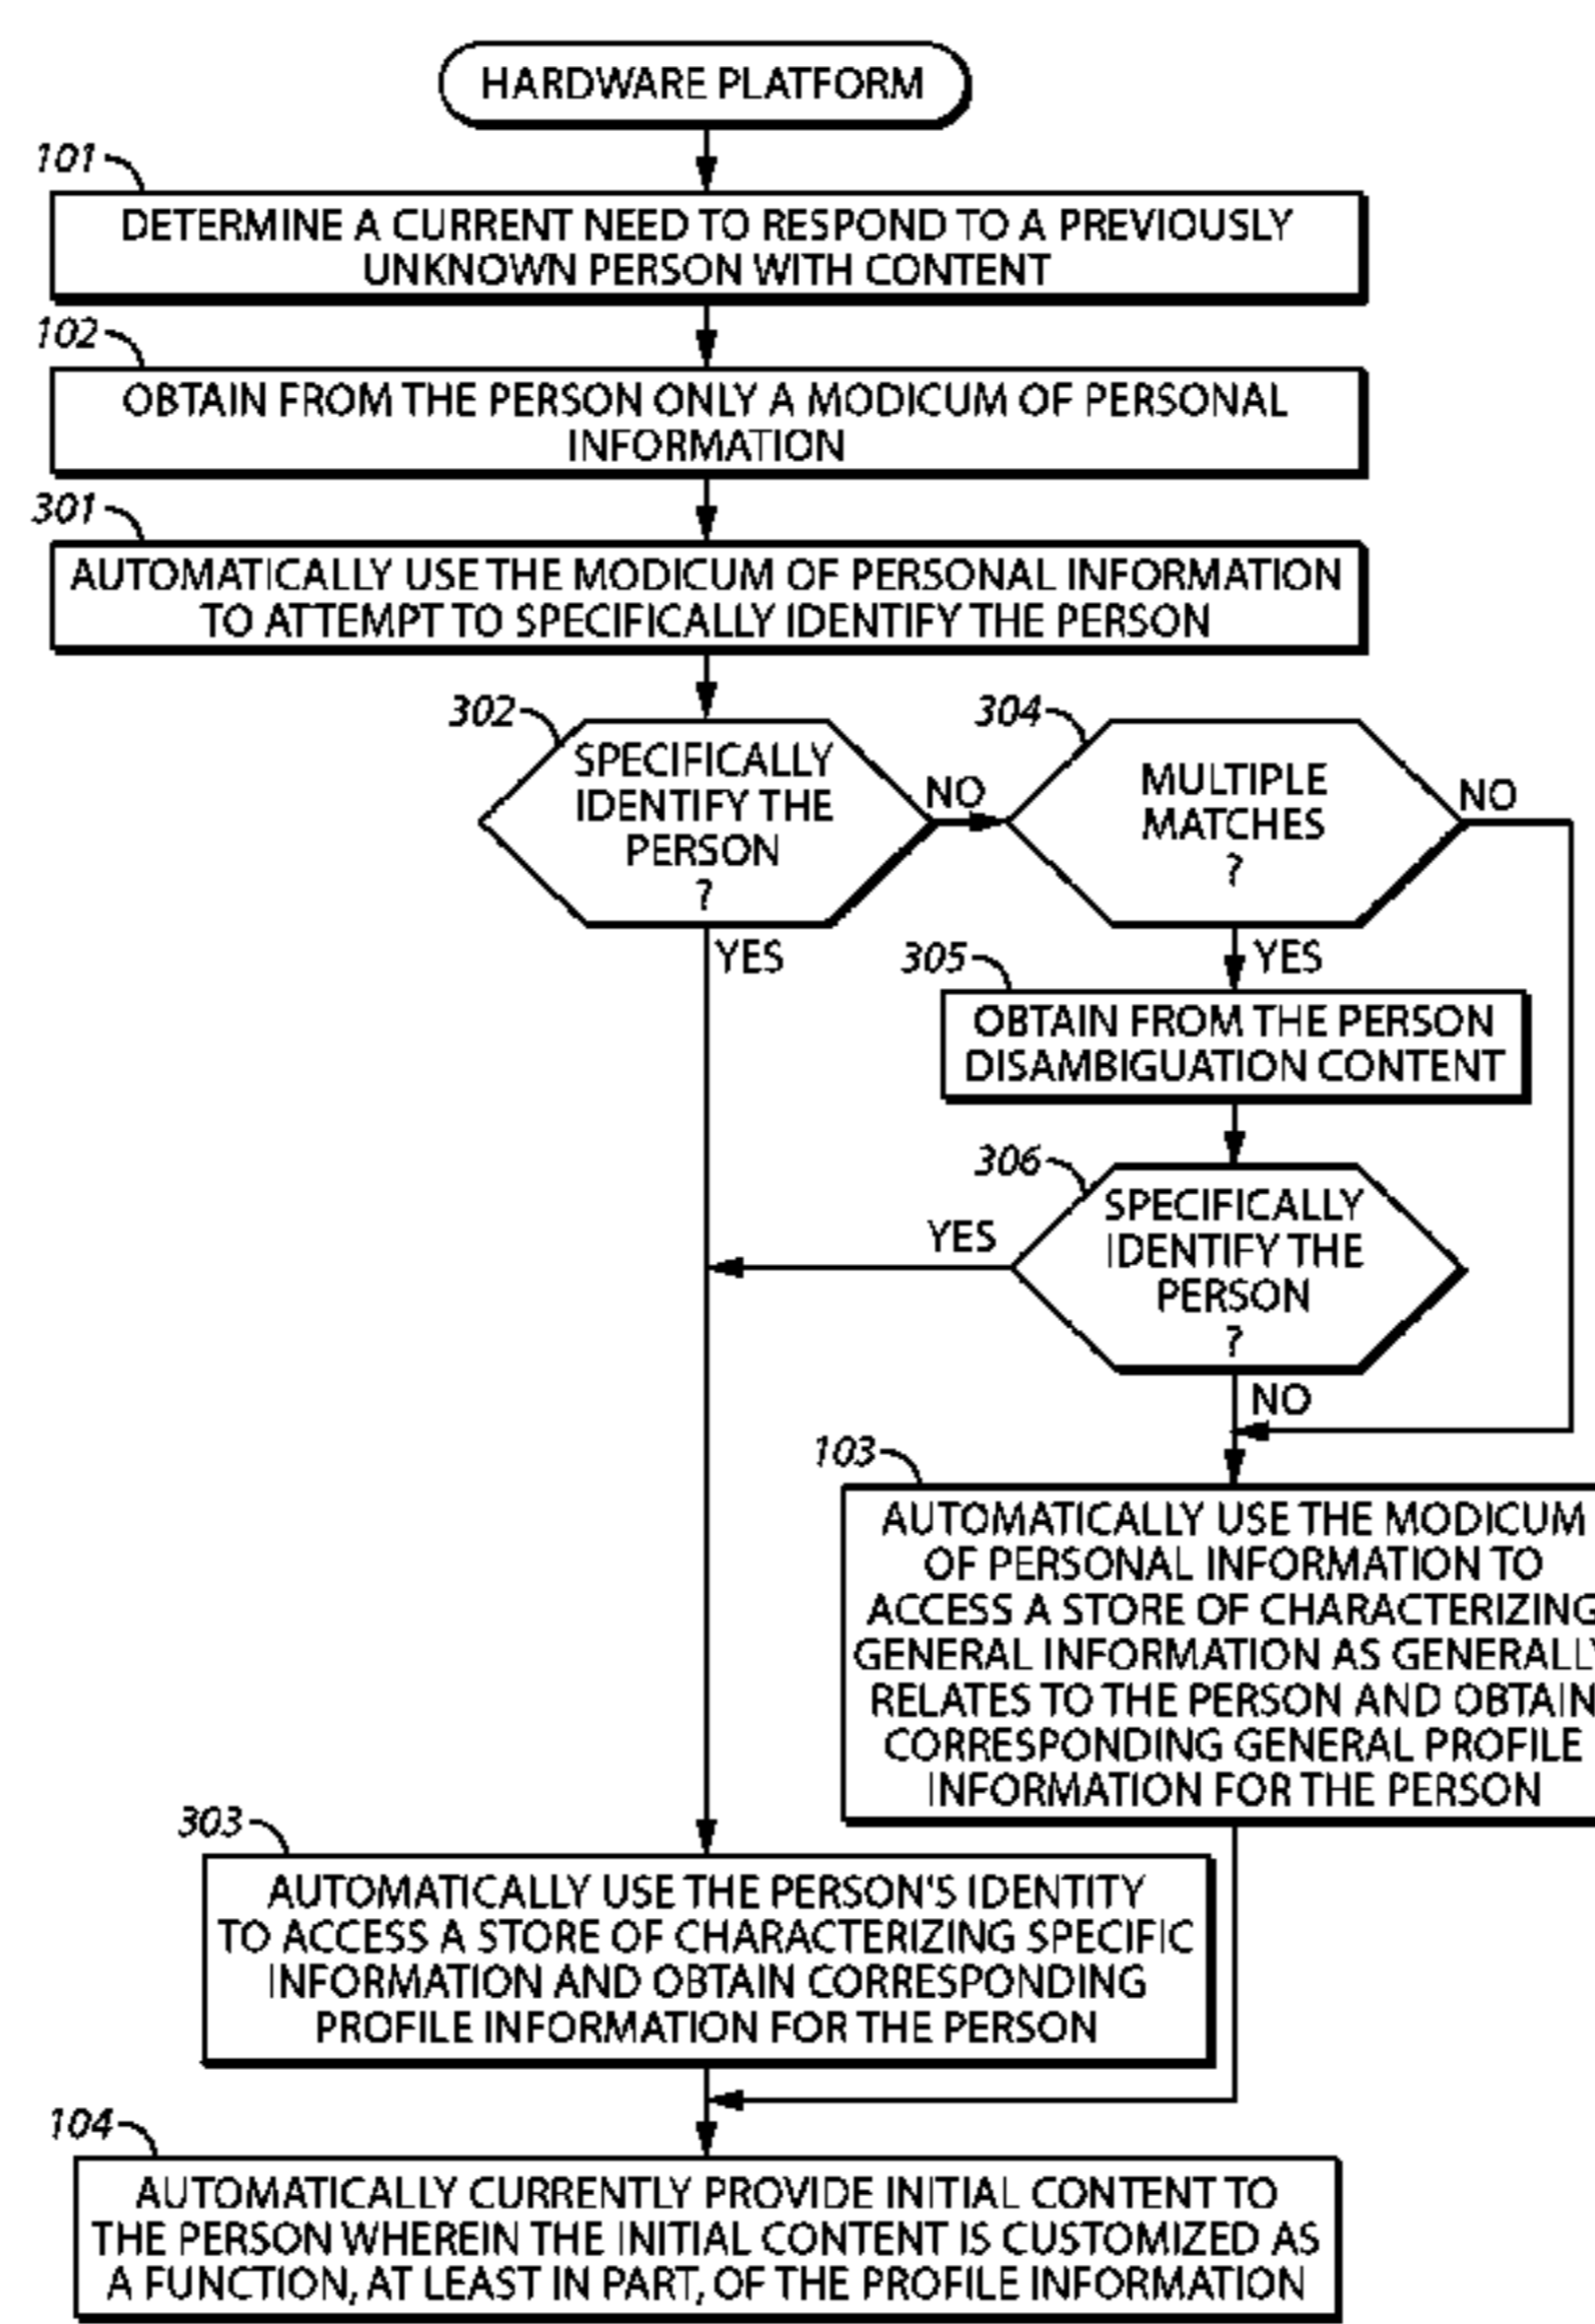 HARDWARE PLATFORM
101
DETERMINE A CURRENT NEED TO RESPOND TO A PREVIOUSLY
UNKNOWN PERSON WITH CONTENT
102
OBTAIN FROM THE PERSON ONLY A MODICUM OF PERSONAL
INFORMATION
301
AUTOMATICALLY USE THE MODICUM OF PERSONAL INFORMATION
TO ATTEMPT TO SPECIFICALLY IDENTIFY THE PERSON
302
SPECIFICALLY
IDENTIFY THE
PERSON
?
NO
YES
304
MULTIPLE
MATCHES
?
NO
YES
305
OBTAIN FROM THE PERSON
DISAMBIGUATION CONTENT
306
SPECIFICALLY
IDENTIFY THE
PERSON
?
YES
NO
103
AUTOMATICALLY USE THE MODICUM
OF PERSONAL INFORMATION TO
ACCESS A STORE OF CHARACTERIZING
GENERAL INFORMATION AS GENERALLY
RELATES TO THE PERSON AND OBTAIN
CORRESPONDING GENERAL PROFILE
INFORMATION FOR THE PERSON
303
AUTOMATICALLY USE THE PERSON'S IDENTITY
TO ACCESS A STORE OF CHARACTERIZING SPECIFIC
INFORMATION AND OBTAIN CORRESPONDING
PROFILE INFORMATION FOR THE PERSON
104
AUTOMATICALLY CURRENTLY PROVIDE INITIAL CONTENT TO
THE PERSON WHEREIN THE INITIAL CONTENT IS CUSTOMIZED AS
A FUNCTION, AT LEAST IN PART, OF THE PROFILE INFORMATION